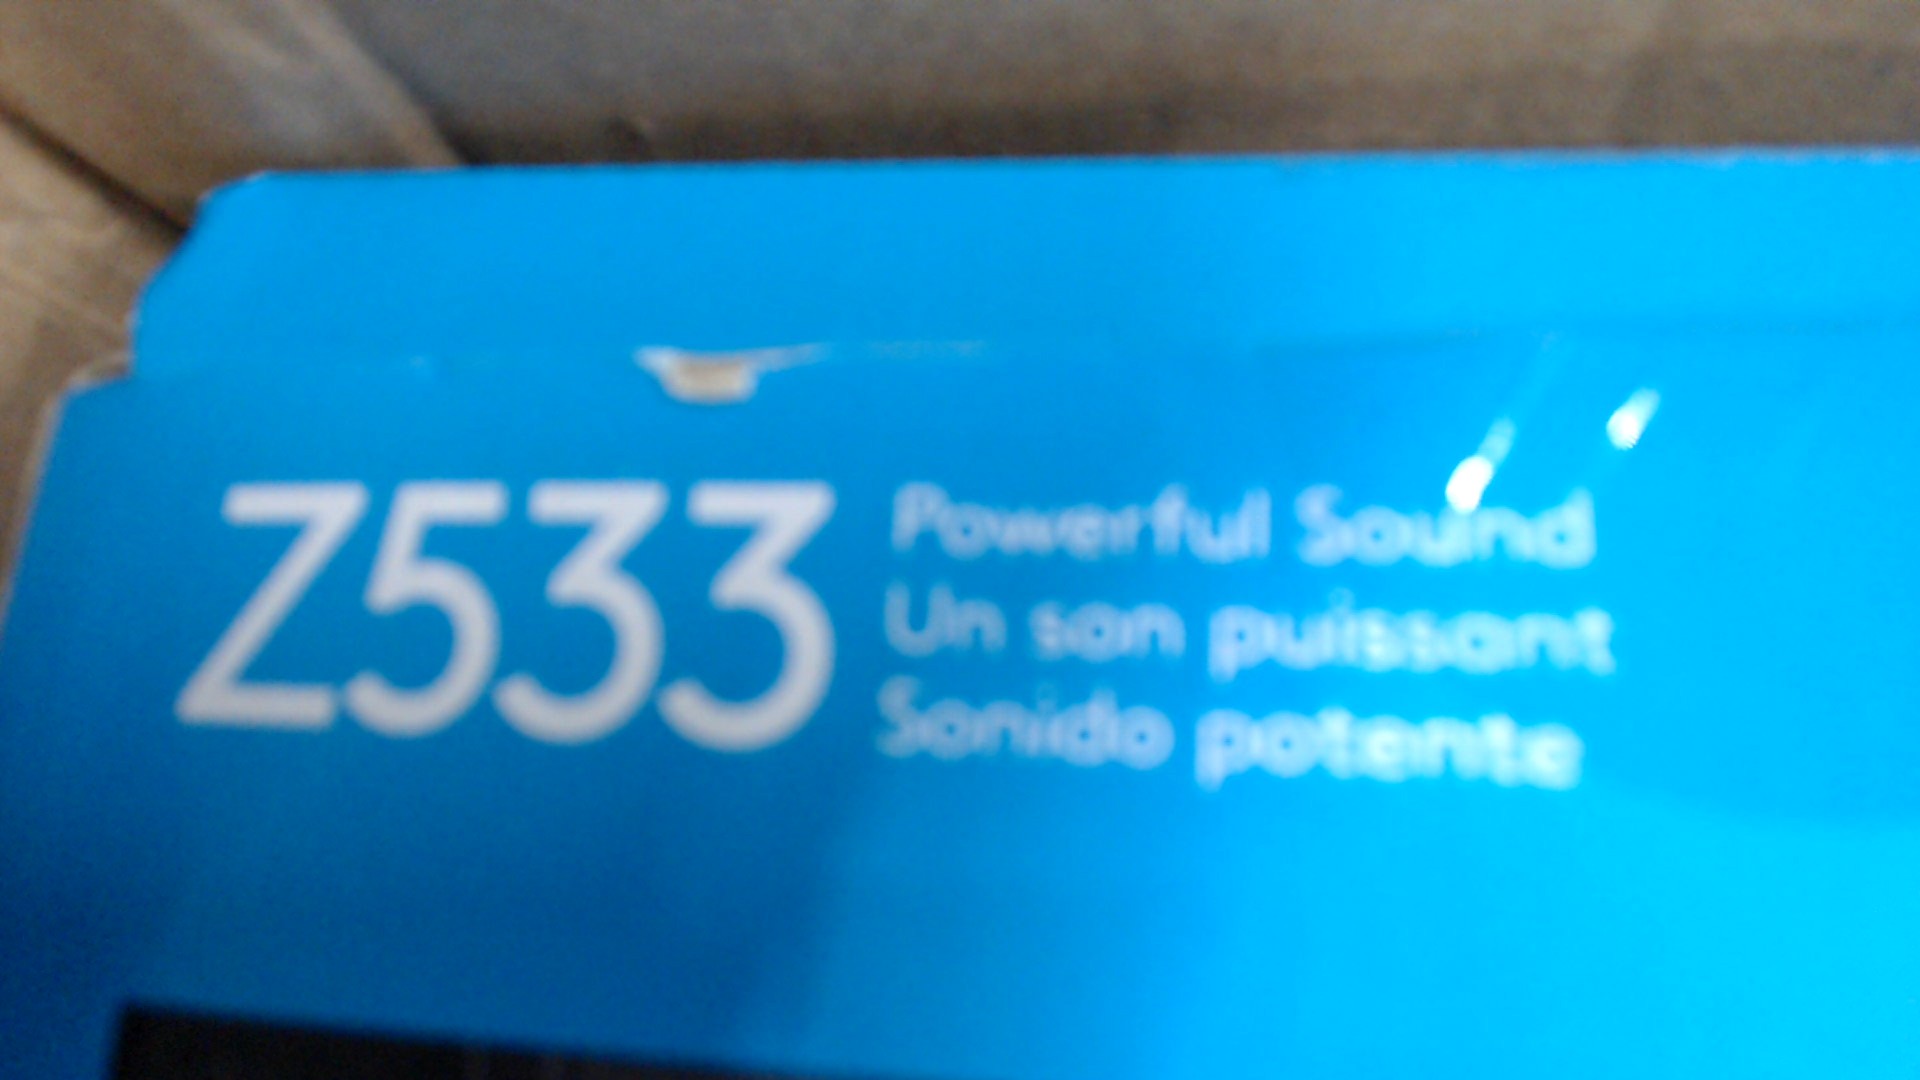 Z533
Powerful Sound
Un son puissant
Sonido potente